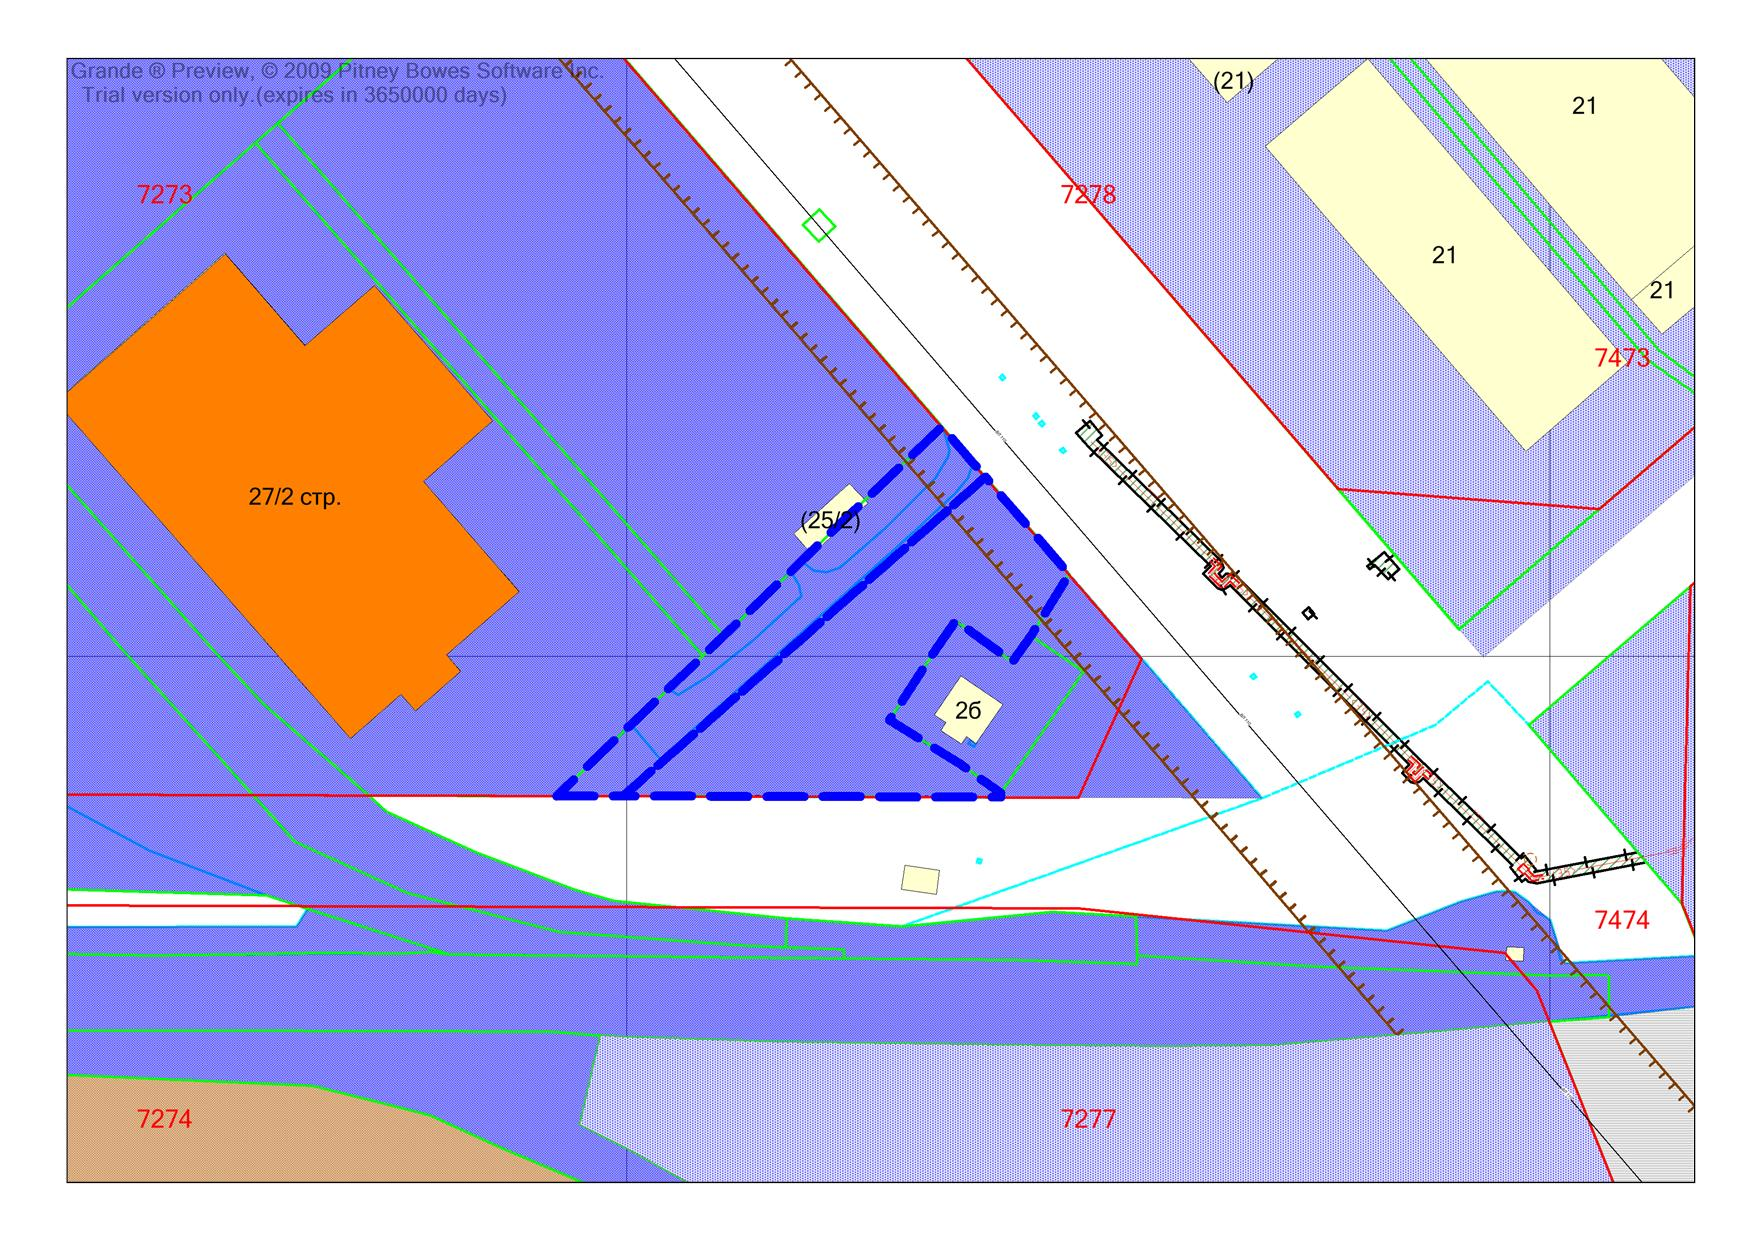 Grande ® Preview, © 2009 Pitney Bowes Software Inc.
Trial version only.(expires in 3650000 days)
(21)
21
7273
7278
21
21
7473
27/2 стр.
(25/2)
2б
7474
7274
7277